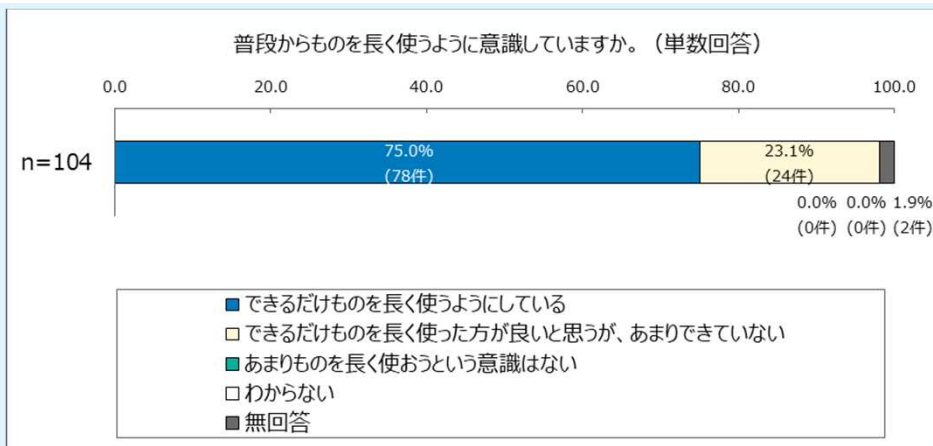 普段からものを長く使うように意識していますか。（単数回答）
0.0 20.0 40.0 60.0 80.0 100.0
n=104
75.0% 23.1%
(78件) (24件)
0.0% 0.0% 1.9%
(0件) (0件) (2件)
できるだけものを長く使うようにしている
できるだけものを長く使った方が良いと思うが、あまりできていない
あまりものを長く使おうという意識はない
わからない
無回答